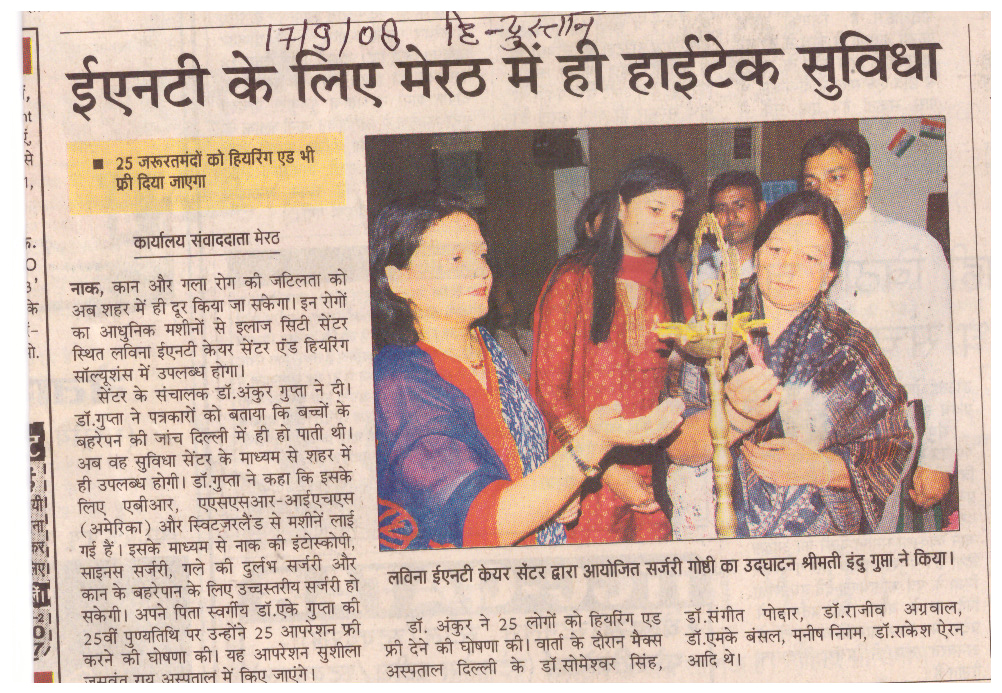 17/9/08 हिन्दुस्तान
ईएनटी के लिए मेरठ में ही हाईटेक सुविधा
25 जरूरतमंदों को हियरिंग एड भी
फ्री दिया जाएगा
कार्यालय संवाददाता मेरठ
नाक, कान और गला रोग की जटिलता को
अब शहर में ही दूर किया जा सकेगा। इन रोगों
का आधुनिक मशीनों से इलाज सिटी सेंटर
स्थित लविना ईएनटी केयर सेंटर एंड हियरिंग
सॉल्यूशंस में उपलब्ध होगा।
सेंटर के संचालक डॉ.अंकुर गुप्ता ने दी।
डॉ.गुप्ता ने पत्रकारों को बताया कि बच्चों के
बहरेपन की जांच दिल्ली में ही हो पाती थी।
अब वह सुविधा सेंटर के माध्यम से शहर में
ही उपलब्ध होगी। डॉ.गुप्ता ने कहा कि इसके
लिए एबीआर, एएसएसआर-आईएचएस
(अमेरिका) और स्विटज़रलैंड से मशीनें लाई
गई हैं। इसके माध्यम से नाक की इंटोस्कोपी,
साइनस सर्जरी, गले की दुर्लभ सर्जरी और
कान के बहरेपन के लिए उच्चस्तरीय सर्जरी हो
सकेगी। अपने पिता स्वर्गीय डॉ.एके गुप्ता की
25वीं पुण्यतिथि पर उन्होंने 25 आपरेशन फ्री
करने की घोषणा की। यह आपरेशन सुशीला
जसवंत राय अस्पताल में किए जाएंगे।
लविना ईएनटी केयर सेंटर द्वारा आयोजित सर्जरी गोष्ठी का उद्घाटन श्रीमती इंदु गुप्ता ने किया।
डॉ. अंकुर ने 25 लोगों को हियरिंग एड
फ्री देने की घोषणा की। वार्ता के दौरान मैक्स
अस्पताल दिल्ली के डॉ.सोमेश्वर सिंह,
डॉ.संगीत पोद्दार, डॉ.राजीव अग्रवाल,
डॉ.एमके बंसल, मनीष निगम, डॉ.राकेश ऐरन
आदि थे।